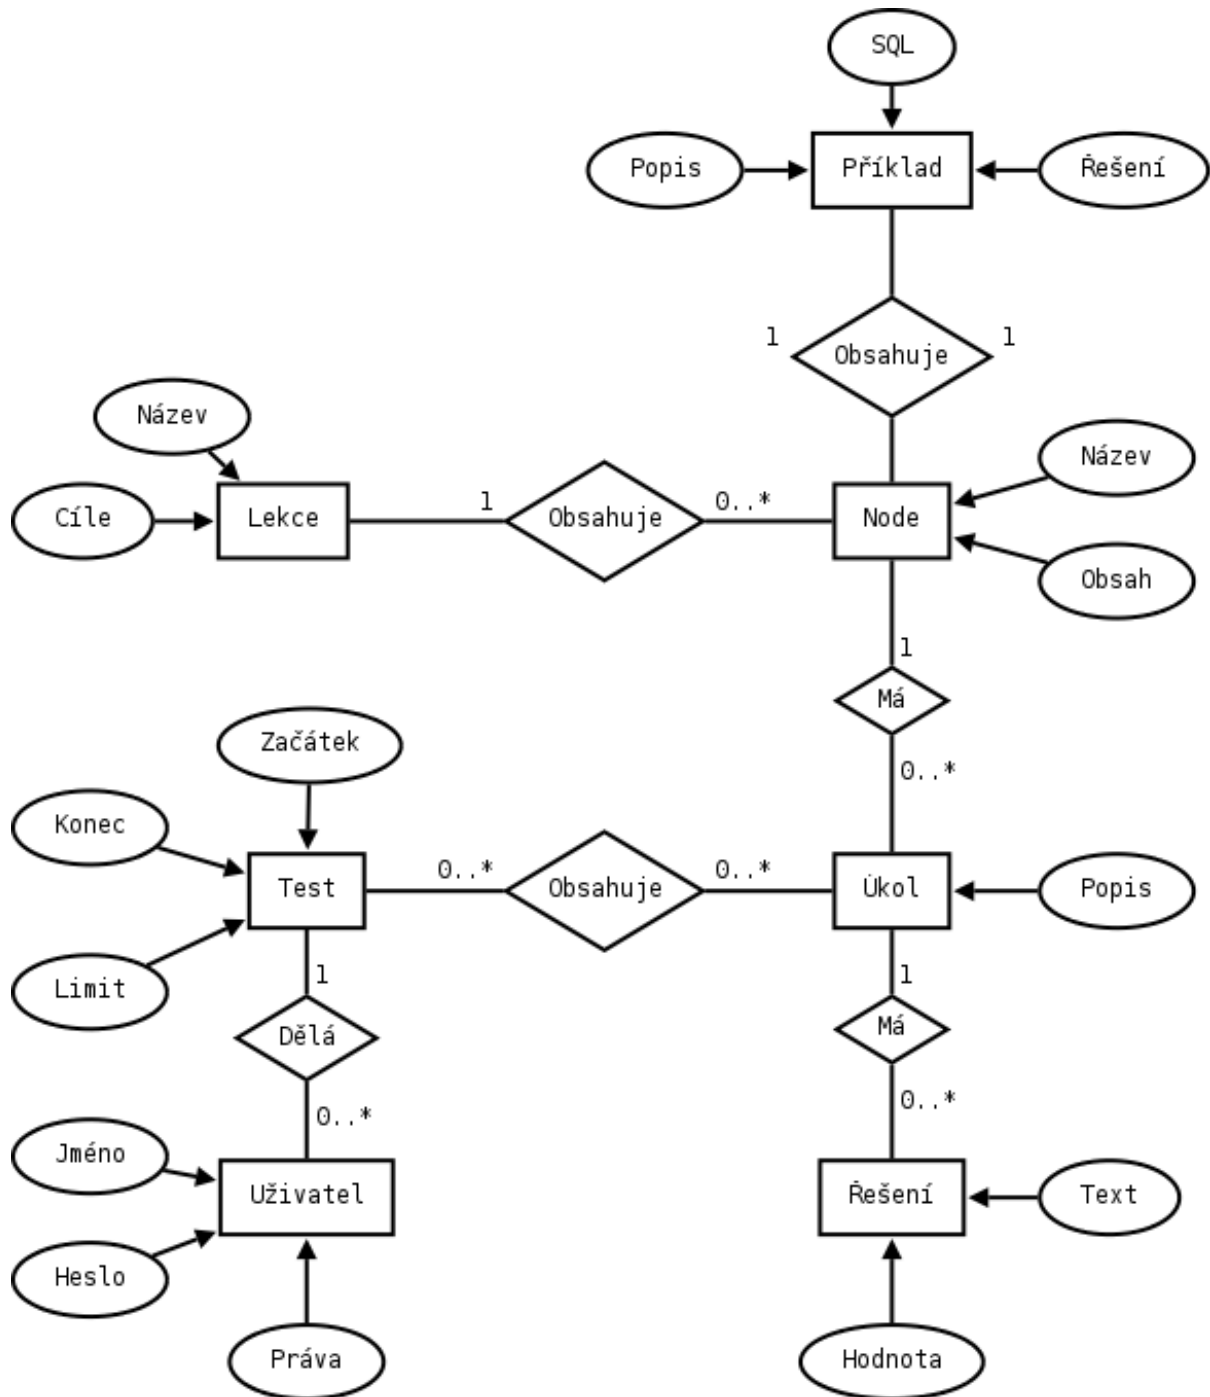 SQL
Popis
Příklad
Řešení
1
Obsahuje
1
Název
Cíle
Lekce
1
Obsahuje
0..*
Node
Název
Obsah
1
Má
0..*
Začátek
Konec
Limit
Test
0..*
Obsahuje
0..*
Úkol
Popis
1
Dělá
0..*
1
Má
0..*
Jméno
Heslo
Uživatel
Práva
Řešení
Text
Hodnota